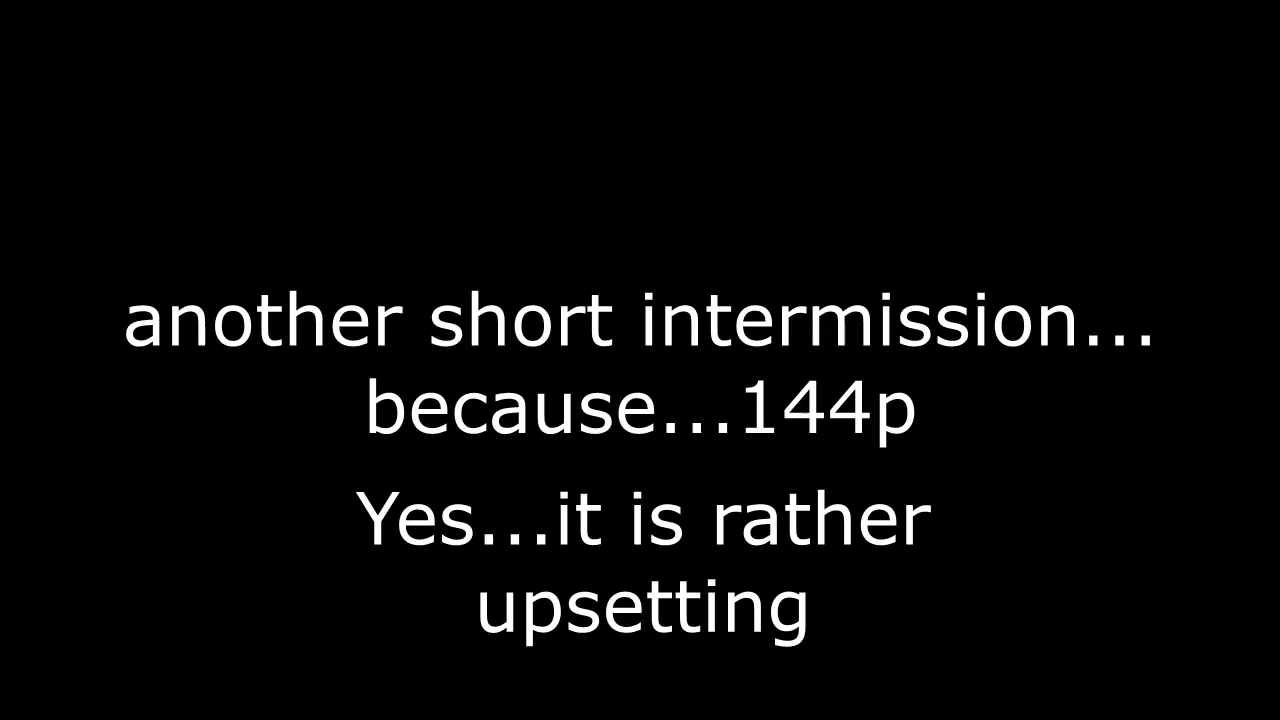 another short intermission...
because...144p
Yes...it is rather
upsetting